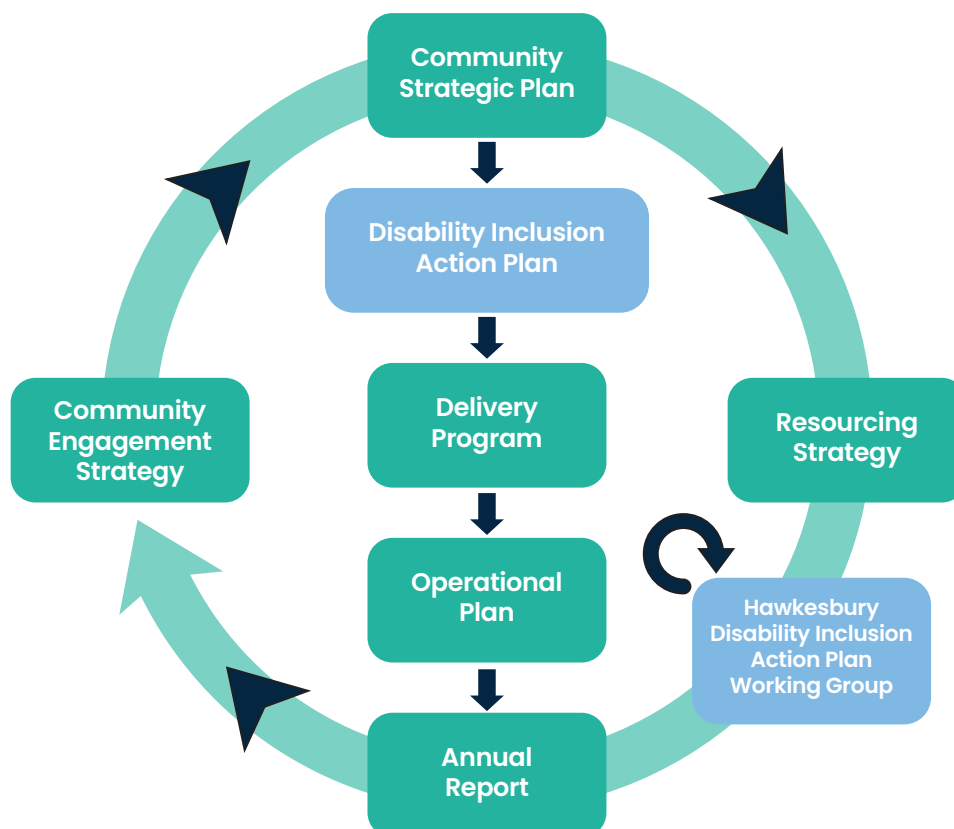 Community
Strategic Plan
Disability Inclusion
Action Plan
Community
Engagement
Strategy
Delivery
Program
Resourcing
Strategy
Operational
Plan
Hawkesbury
Disability Inclusion
Action Plan
Working Group
Annual
Report